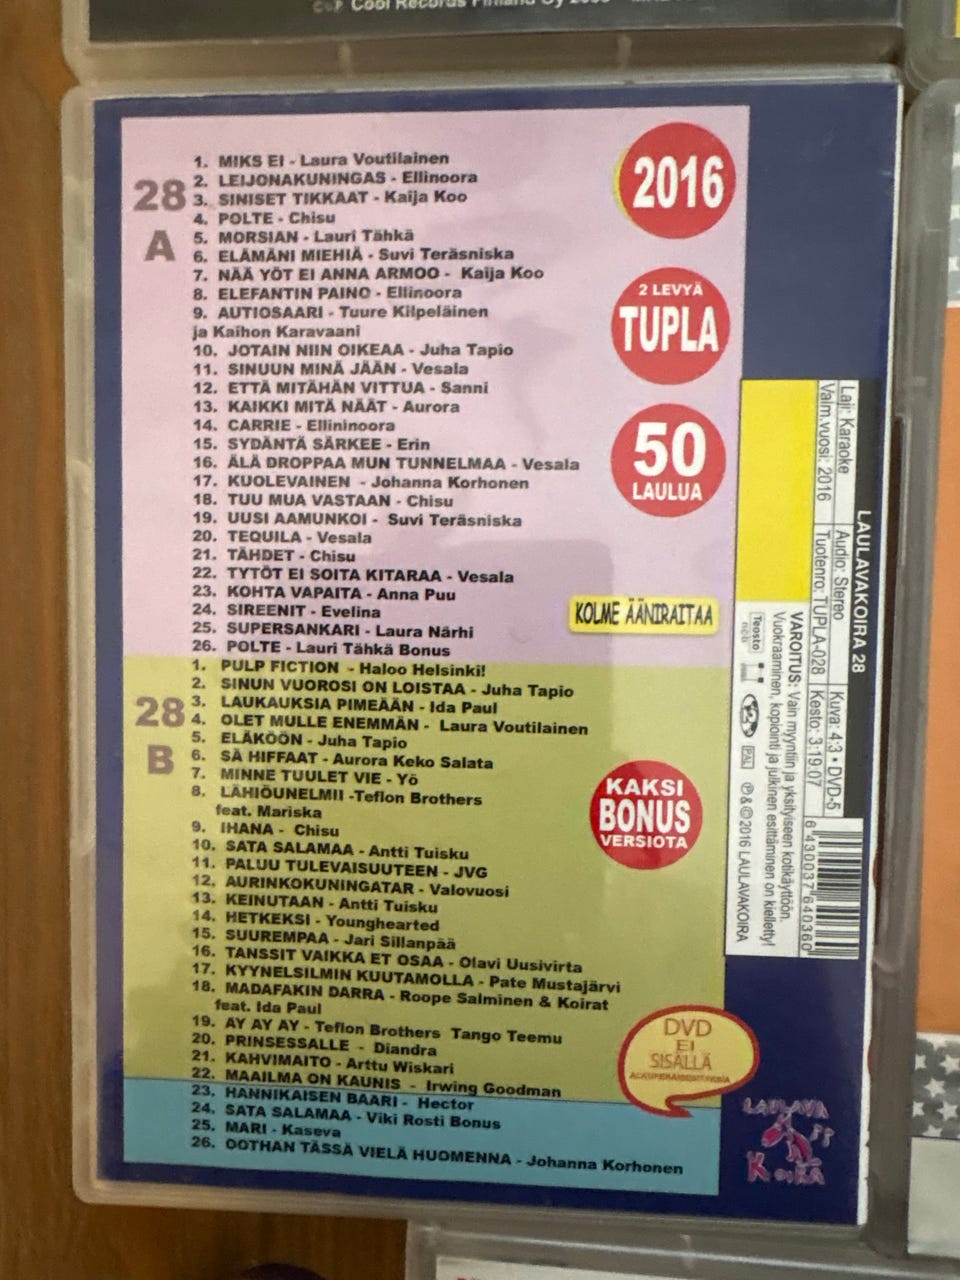 C&P Cool Records Finland Oy
28
A
1. MIKS EI - Laura Voutilainen
2. LEIJONAKUNINGAS - Ellinoora
3. SINISET TIKKAAT - Kaija Koo
4. POLTE - Chisu
5. MORSIAN - Lauri Tähkä
6. ELÄMÄNI MIEHIÄ - Suvi Teräsniska
7. NÄÄ YÖT EI ANNA ARMOO - Kaija Koo
8. ELEFANTIN PAINO - Ellinoora
9. AUTIOSAARI - Tuure Kilpeläinen
ja Kaihon Karavaani
10. JOTAIN NIIN OIKEAA - Juha Tapio
11. SINUUN MINÄ JÄÄN - Vesala
12. ETTÄ MITÄHÄN VITTUA - Sanni
13. KAIKKI MITÄ NÄÄT - Aurora
14. CARRIE - Ellininoora
15. SYDÄNTÄ SÄRKEE - Erin
16. ÄLÄ DROPPAA MUN TUNNELMAA - Vesala
17. KUOLEVAINEN - Johanna Korhonen
18. TUU MUA VASTAAN - Chisu
19. UUSI AAMUNKOI - Suvi Teräsniska
20. TEQUILA - Vesala
21. TÄHDET - Chisu
22. TYTÖT EI SOITA KITARAA - Vesala
23. KOHTA VAPAITA - Anna Puu
24. SIREENIT - Evelina
25. SUPERSANKARI - Laura Närhi
26. POLTE - Lauri Tähkä Bonus
28
B
1. PULP FICTION - Haloo Helsinki!
2. SINUN VUOROSI ON LOISTAA - Juha Tapio
3. LAUKAUKSIA PIMEÄÄN - Ida Paul
4. OLET MULLE ENEMMÄN - Laura Voutilainen
5. ELÄKÖÖN - Juha Tapio
6. SÄ HIFFAAT - Aurora Keko Salata
7. MINNE TUULET VIE - Yö
8. LÄHIÖUNELMII -Teflon Brothers
feat. Mariska
9. IHANA - Chisu
10. SATA SALAMAA - Antti Tuisku
11. PALUU TULEVAISUUTEEN - JVG
12. AURINKOKUNINGATAR - Valovuosi
13. KEINUTAAN - Antti Tuisku
14. HETKEKSI - Younghearted
15. SUUREMPAA - Jari Sillanpää
16. TANSSIT VAIKKA ET OSAA - Olavi Uusivirta
17. KYYNELSILMIN KUUTAMOLLA - Pate Mustajärvi
18. MADAFAKIN DARRA - Roope Salminen & Koirat
feat. Ida Paul
19. AY AY AY - Teflon Brothers Tango Teemu
20. PRINSESSALLE - Diandra
21. KAHVIMAITO - Arttu Wiskari
22. MAAILMA ON KAUNIS - Irwing Goodman
23. HANNIKAISEN BAARI - Hector
24. SATA SALAMAA - Viki Rosti Bonus
25. MARI - Kaseva
26. OOTHAN TÄSSÄ VIELÄ HUOMENNA - Johanna Korhonen
2016
2 LEVYÄ
TUPLA
50
LAULUA
KOLME ÄÄNIRAITAA
KAKSI
BONUS
VERSIOTA
DVD
EI
SISÄLLÄ
LAULAVA
KOIRA
LAULAVAKOIRA 28
Laji: Karaoke Audio: Stereo Kuva: 4:3 • DVD-5
Valm.vuosi: 2016 Tuotenro: TUPLA-028 Kesto: 3:19:07
VAROITUS: Vain myyntiin ja yksityiseen kotikäyttöön.
Vuokraaminen, kopiointi ja julkinen esittäminen on kielletty!
Teosto
ncb
PAL
℗ & © 2016 LAULAVAKOIRA
6 430037 640360